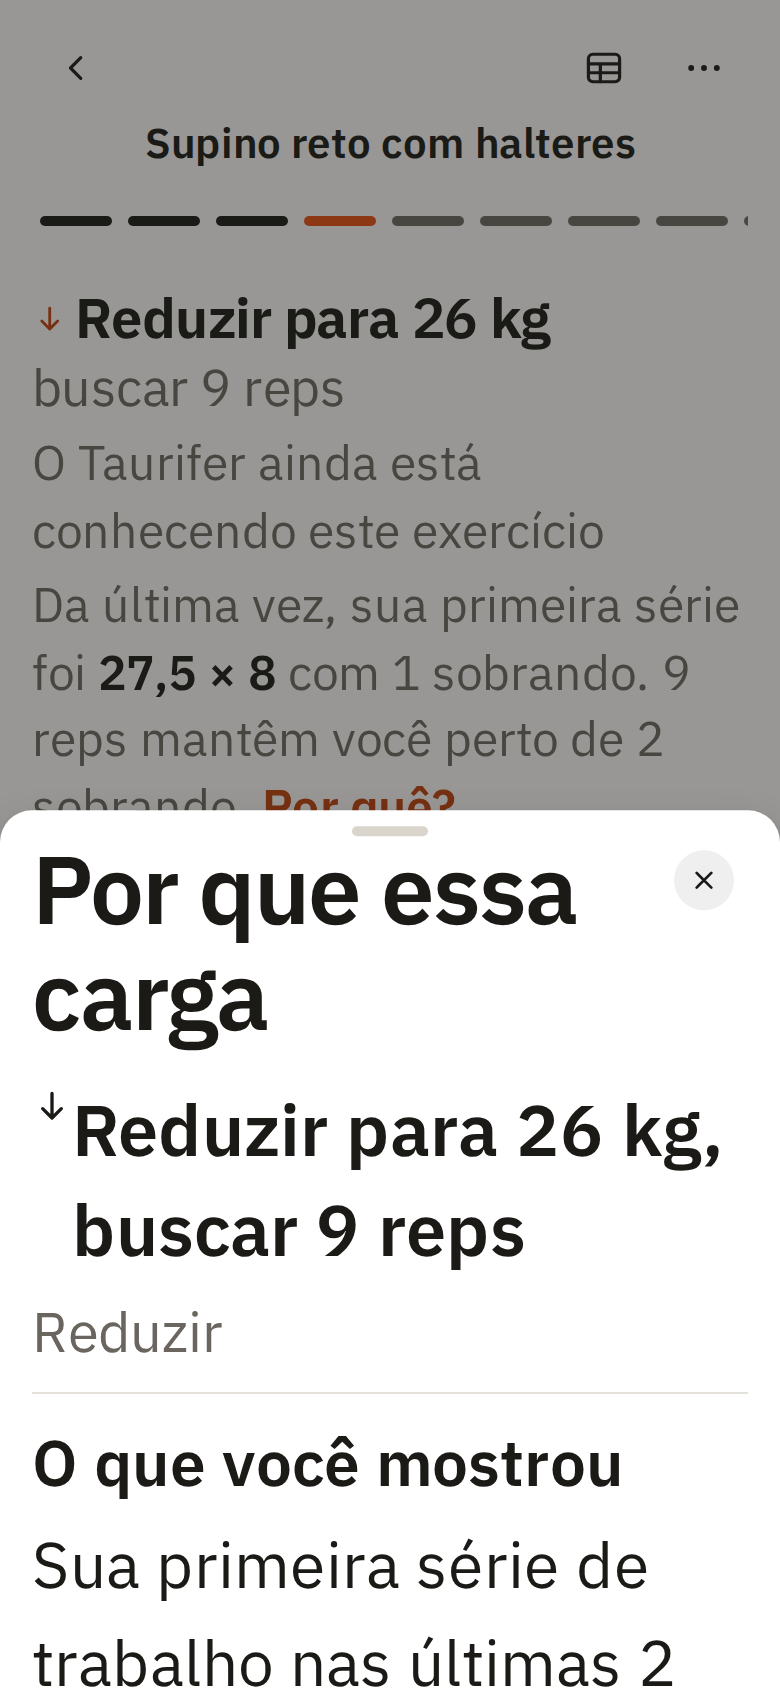 Supino reto com halteres
Reduzir para 26 kg
buscar 9 reps
O Taurifer ainda está
conhecendo este exercício
Da última vez, sua primeira série
foi 27,5 × 8 com 1 sobrando. 9
reps mantêm você perto de 2
sobrando. Por quê?
Por que essa
carga
Reduzir para 26 kg,
buscar 9 reps
Reduzir
O que você mostrou
Sua primeira série de
trabalho nas últimas 2